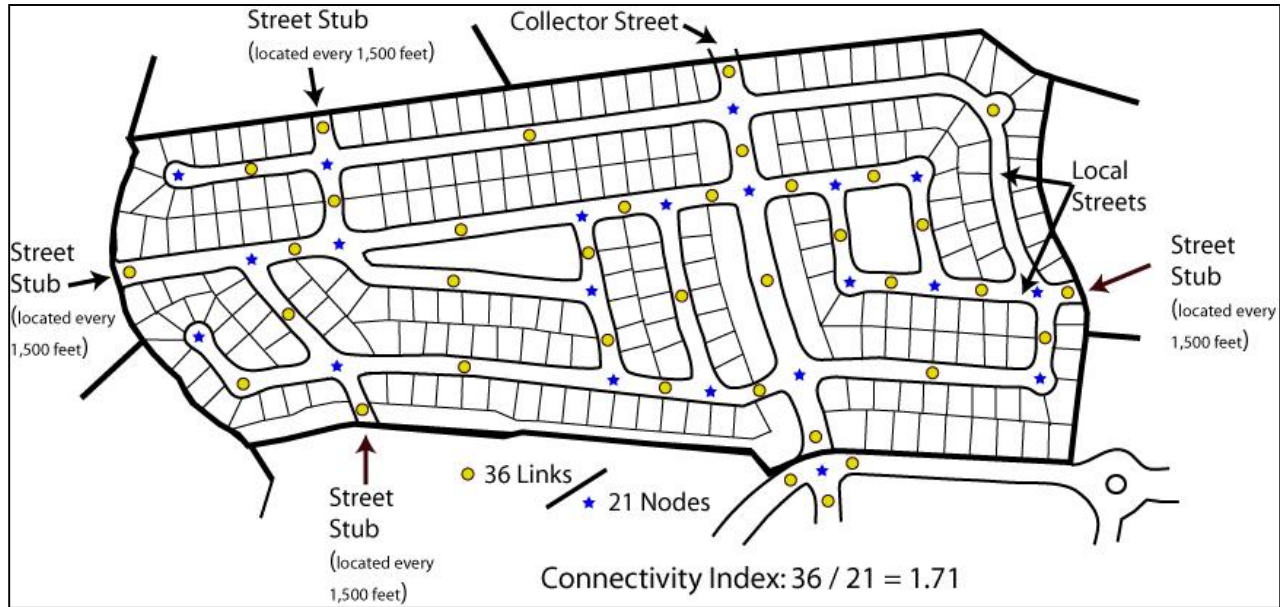 Street Stub
(located every 1,500 feet)
Collector Street
Local
Streets
Street
Stub
(located every
1,500 feet)
Street
Stub
(located every
1,500 feet)
Street
Stub
(located every
1,500 feet)
36 Links
21 Nodes
Connectivity Index: 36 / 21 = 1.71